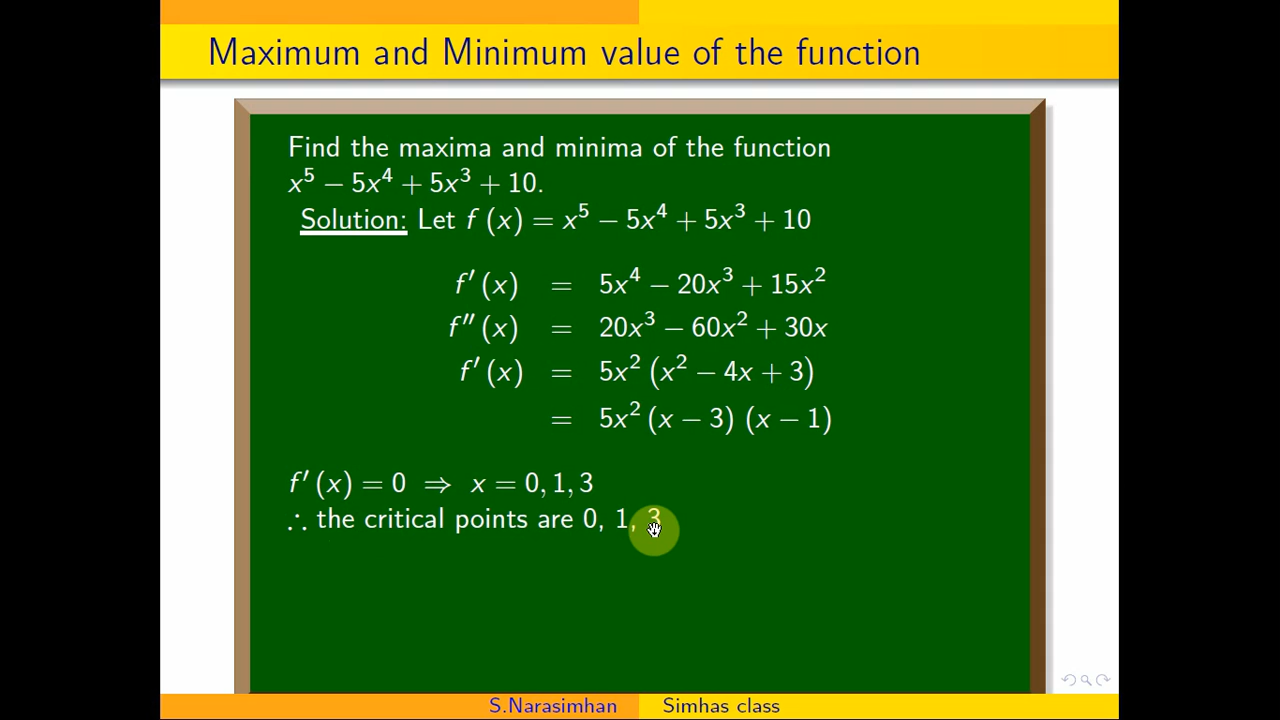 Maximum and Minimum value of the function
Find the maxima and minima of the function
x⁵ − 5x⁴ + 5x³ + 10.
Solution: Let f (x) = x⁵ − 5x⁴ + 5x³ + 10
f′ (x) = 5x⁴ − 20x³ + 15x²
f″ (x) = 20x³ − 60x² + 30x
f′ (x) = 5x² (x² − 4x + 3)
= 5x² (x − 3) (x − 1)
f′ (x) = 0 ⇒ x = 0, 1, 3
∴ the critical points are 0, 1, 3
S.Narasimhan Simhas class